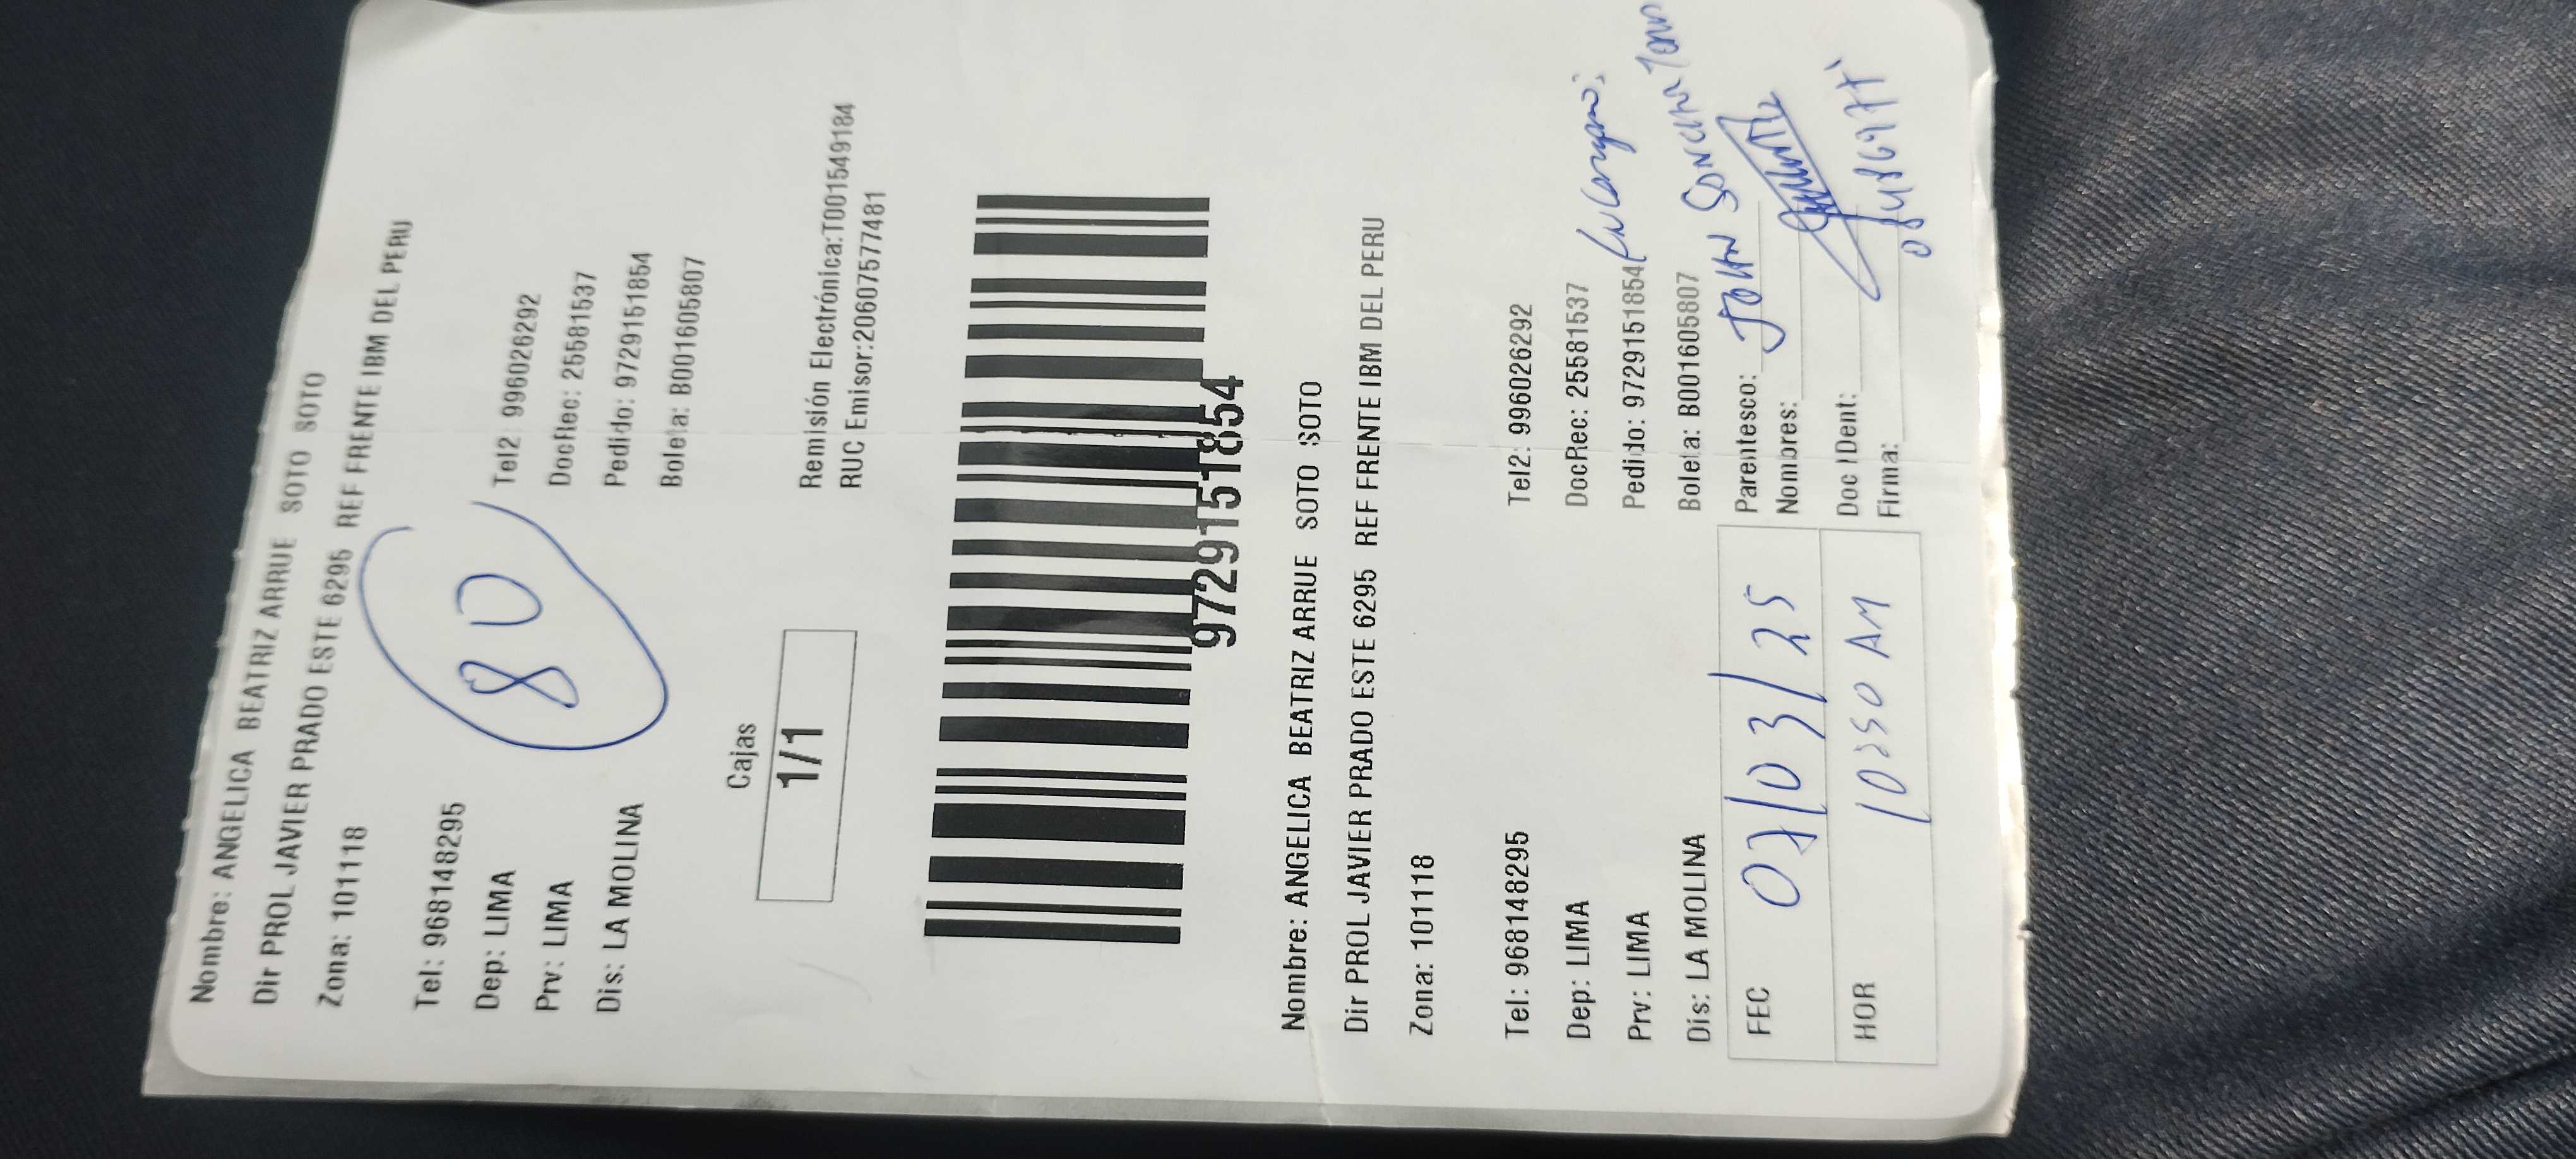 Nombre: ANGELICA BEATRIZ ARRUE SOTO SOTO
Dir PROL JAVIER PRADO ESTE 6295 REF FRENTE IBM DEL PERU
Zona: 101118
80
Tel: 968148295 Tel2: 996026292
Dep: LIMA DocRec: 25581537
Prv: LIMA Pedido: 9729151854
Dis: LA MOLINA Boleta: B001605807
Cajas
1/1
Remisión Electrónica:T001549184
RUC Emisor:20607577481
9729151854
Nombre: ANGELICA BEATRIZ ARRUE SOTO SOTO
Dir PROL JAVIER PRADO ESTE 6295 REF FRENTE IBM DEL PERU
Zona: 101118
Tel: 968148295 Tel2: 996026292
Dep: LIMA DocRec: 25581537
Prv: LIMA Pedido: 9729151854
Dis: LA MOLINA Boleta: B001605807
FEC 07/03/25 Parentesco: JOHN
Nombres:
HOR 10:50 AM Doc IDent:
Firma: